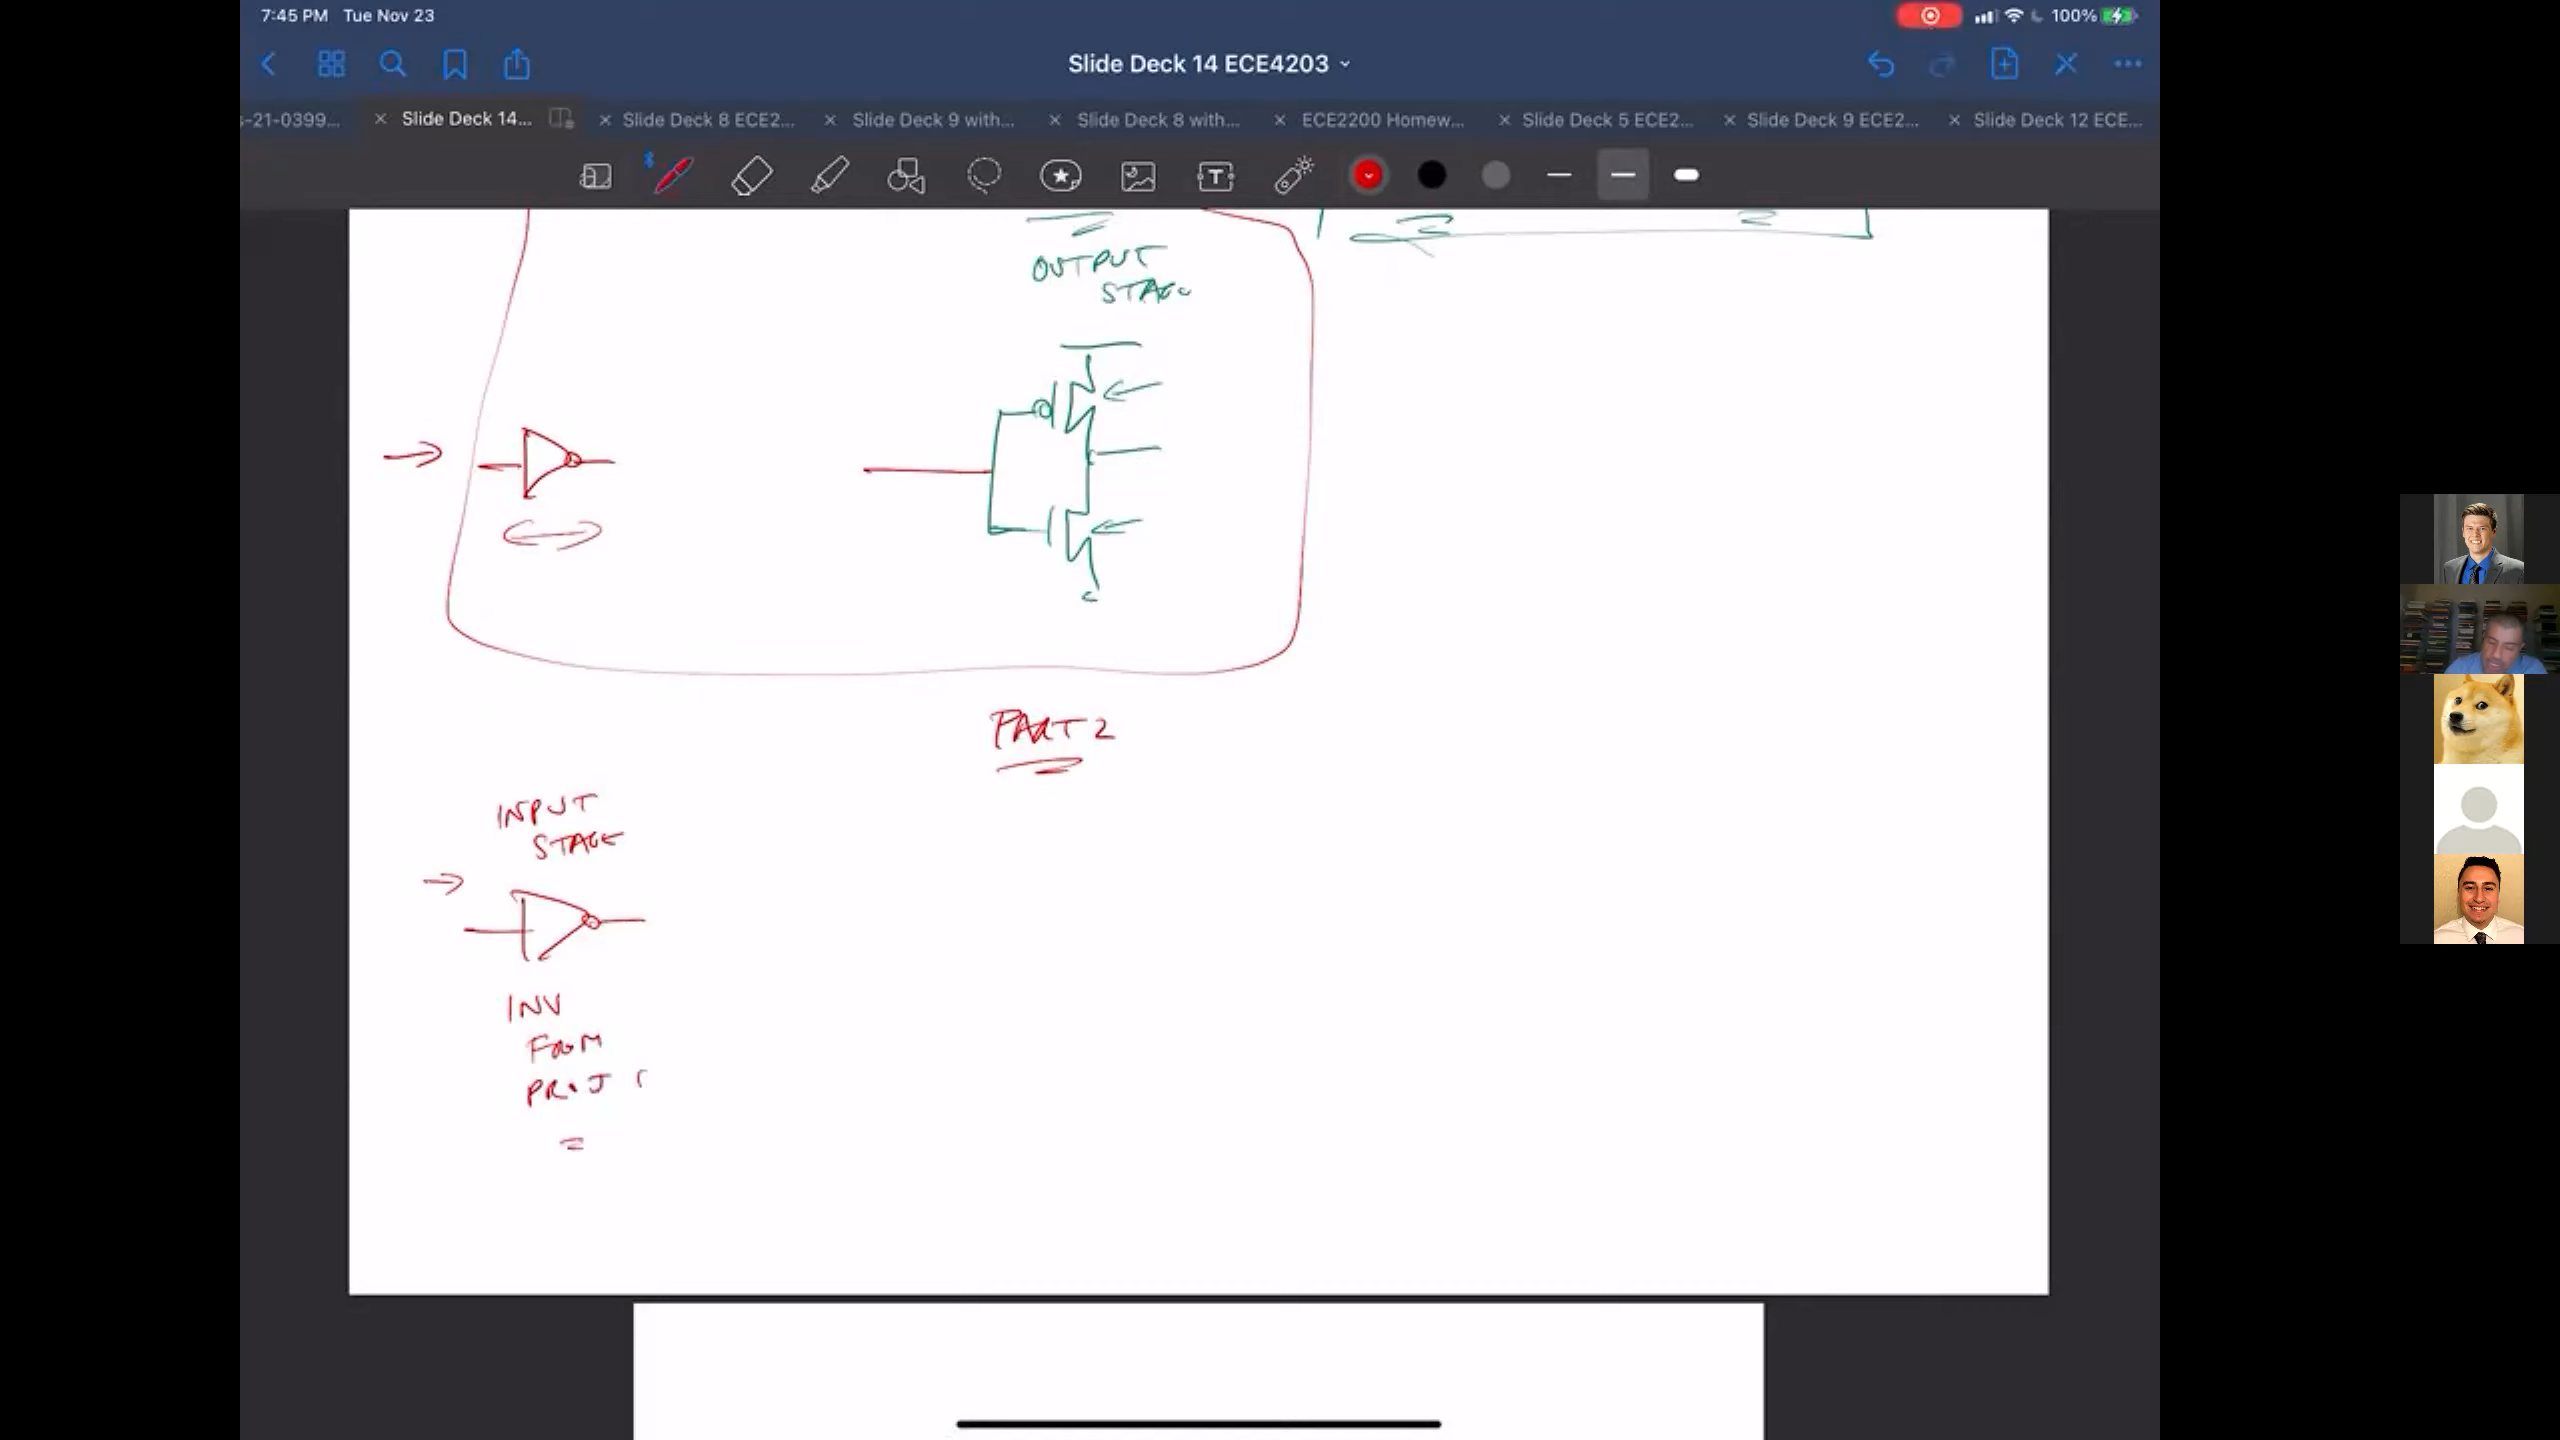 7:45 PM Tue Nov 23
100%
Slide Deck 14 ECE4203
s-21-0399...
Slide Deck 14...
Slide Deck 8 ECE2...
Slide Deck 9 with...
Slide Deck 8 with...
ECE2200 Homew...
Slide Deck 5 ECE2...
Slide Deck 9 ECE2...
Slide Deck 12 ECE...
T
OUTPUT
STAGE
PART 2
INPUT
STAGE
INV
FROM
PROJ 1